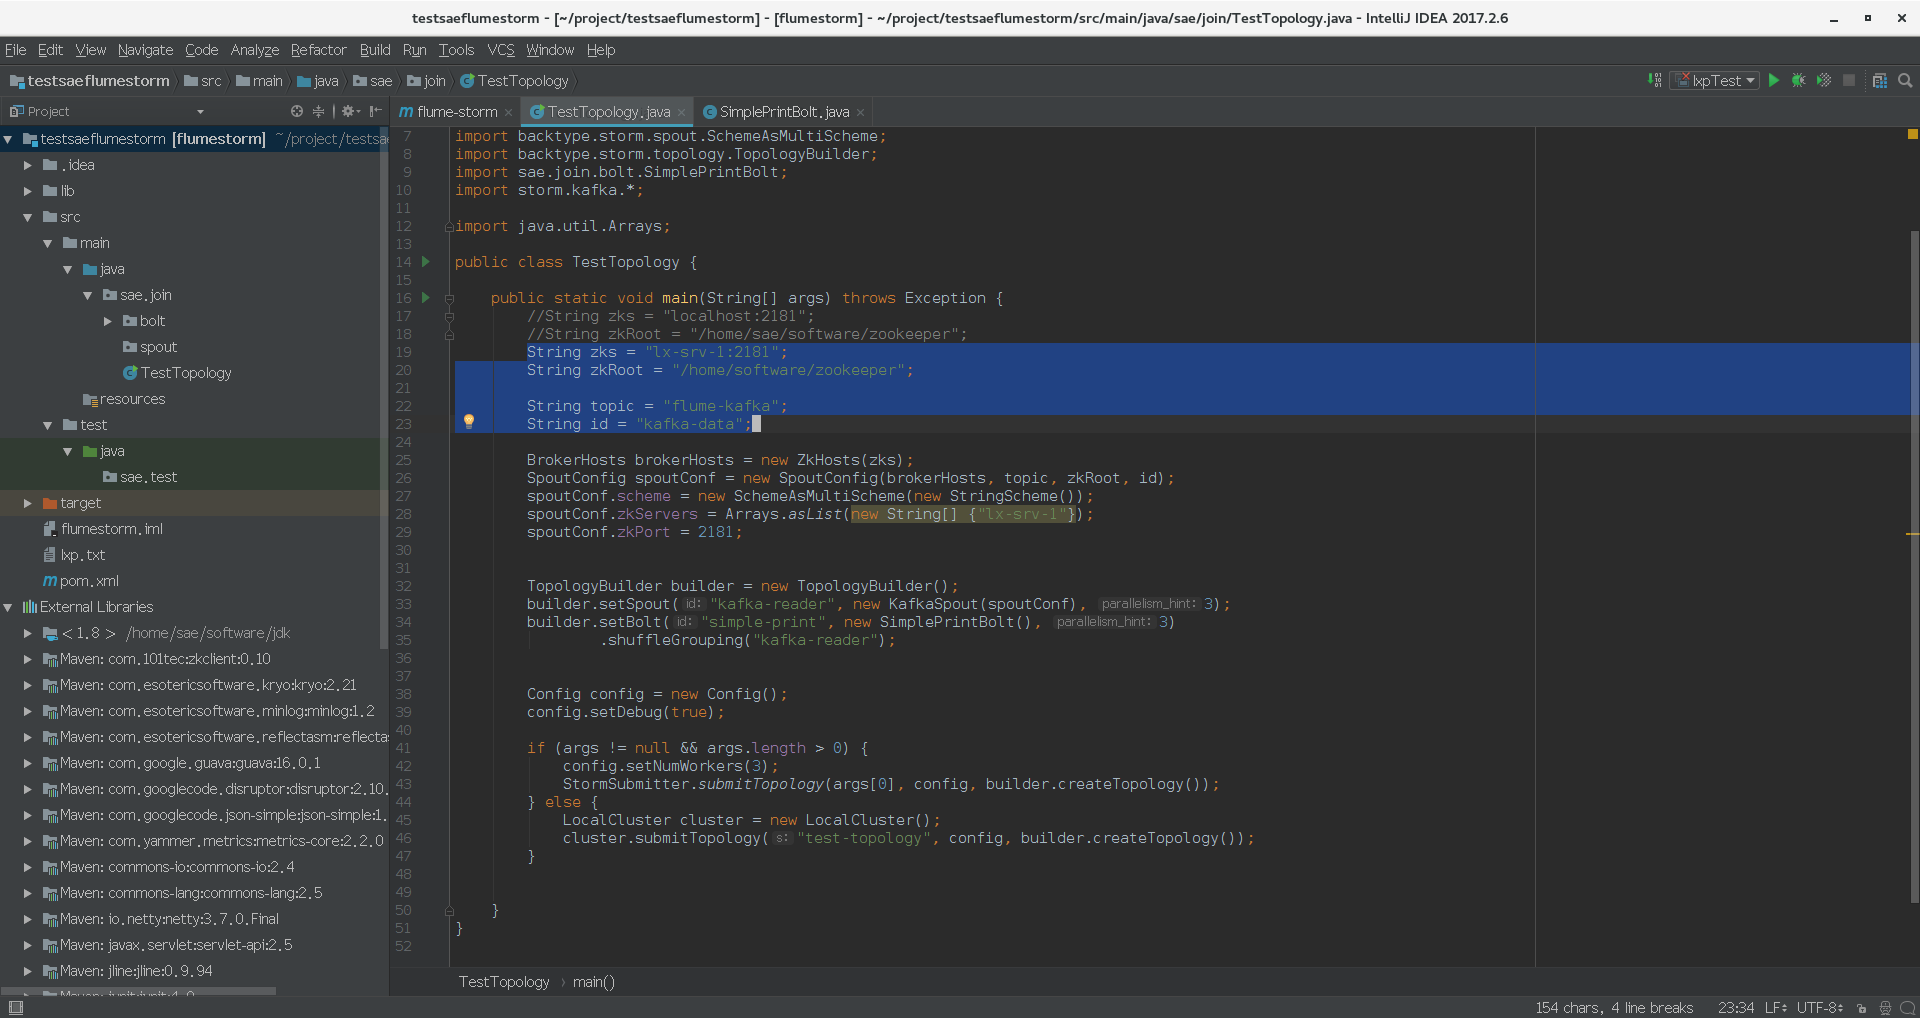 testsaeflumestorm - [~/project/testsaeflumestorm] - [flumestorm] - ~/project/testsaeflumestorm/src/main/java/sae/join/TestTopology.java - IntelliJ IDEA 2017.2.6
File Edit View Navigate Code Analyze Refactor Build Run Tools VCS Window Help
testsaeflumestorm src main java sae join TestTopology
lxpTest
Project
flume-storm TestTopology.java SimplePrintBolt.java
testsaeflumestorm [flumestorm] ~/project/testsa
.idea
lib
src
main
java
sae.join
bolt
spout
TestTopology
resources
test
java
sae.test
target
flumestorm.iml
lxp.txt
pom.xml
External Libraries
< 1.8 > /home/sae/software/jdk
Maven: com.101tec:zkclient:0.10
Maven: com.esotericsoftware.kryo:kryo:2.21
Maven: com.esotericsoftware.minlog:minlog:1.2
Maven: com.esotericsoftware.reflectasm:reflecta
Maven: com.google.guava:guava:16.0.1
Maven: com.googlecode.disruptor:disruptor:2.10.
Maven: com.googlecode.json-simple:json-simple:1.
Maven: com.yammer.metrics:metrics-core:2.2.0
Maven: commons-io:commons-io:2.4
Maven: commons-lang:commons-lang:2.5
Maven: io.netty:netty:3.7.0.Final
Maven: javax.servlet:servlet-api:2.5
Maven: jline:jline:0.9.94
7 import backtype.storm.spout.SchemeAsMultiScheme;
8 import backtype.storm.topology.TopologyBuilder;
9 import sae.join.bolt.SimplePrintBolt;
10 import storm.kafka.*;
11
12 import java.util.Arrays;
13
14 public class TestTopology {
15
16 public static void main(String[] args) throws Exception {
17 //String zks = "localhost:2181";
18 //String zkRoot = "/home/sae/software/zookeeper";
19 String zks = "lx-srv-1:2181";
20 String zkRoot = "/home/software/zookeeper";
21
22 String topic = "flume-kafka";
23 String id = "kafka-data";
24
25 BrokerHosts brokerHosts = new ZkHosts(zks);
26 SpoutConfig spoutConf = new SpoutConfig(brokerHosts, topic, zkRoot, id);
27 spoutConf.scheme = new SchemeAsMultiScheme(new StringScheme());
28 spoutConf.zkServers = Arrays.asList(new String[] {"lx-srv-1"});
29 spoutConf.zkPort = 2181;
30
31
32 TopologyBuilder builder = new TopologyBuilder();
33 builder.setSpout( id: "kafka-reader", new KafkaSpout(spoutConf), parallelism_hint: 3);
34 builder.setBolt( id: "simple-print", new SimplePrintBolt(), parallelism_hint: 3)
35 .shuffleGrouping("kafka-reader");
36
37
38 Config config = new Config();
39 config.setDebug(true);
40
41 if (args != null && args.length > 0) {
42 config.setNumWorkers(3);
43 StormSubmitter.submitTopology(args[0], config, builder.createTopology());
44 } else {
45 LocalCluster cluster = new LocalCluster();
46 cluster.submitTopology( s: "test-topology", config, builder.createTopology());
47 }
48
49
50 }
51 }
52
TestTopology › main()
154 chars, 4 line breaks 23:34 LF UTF-8